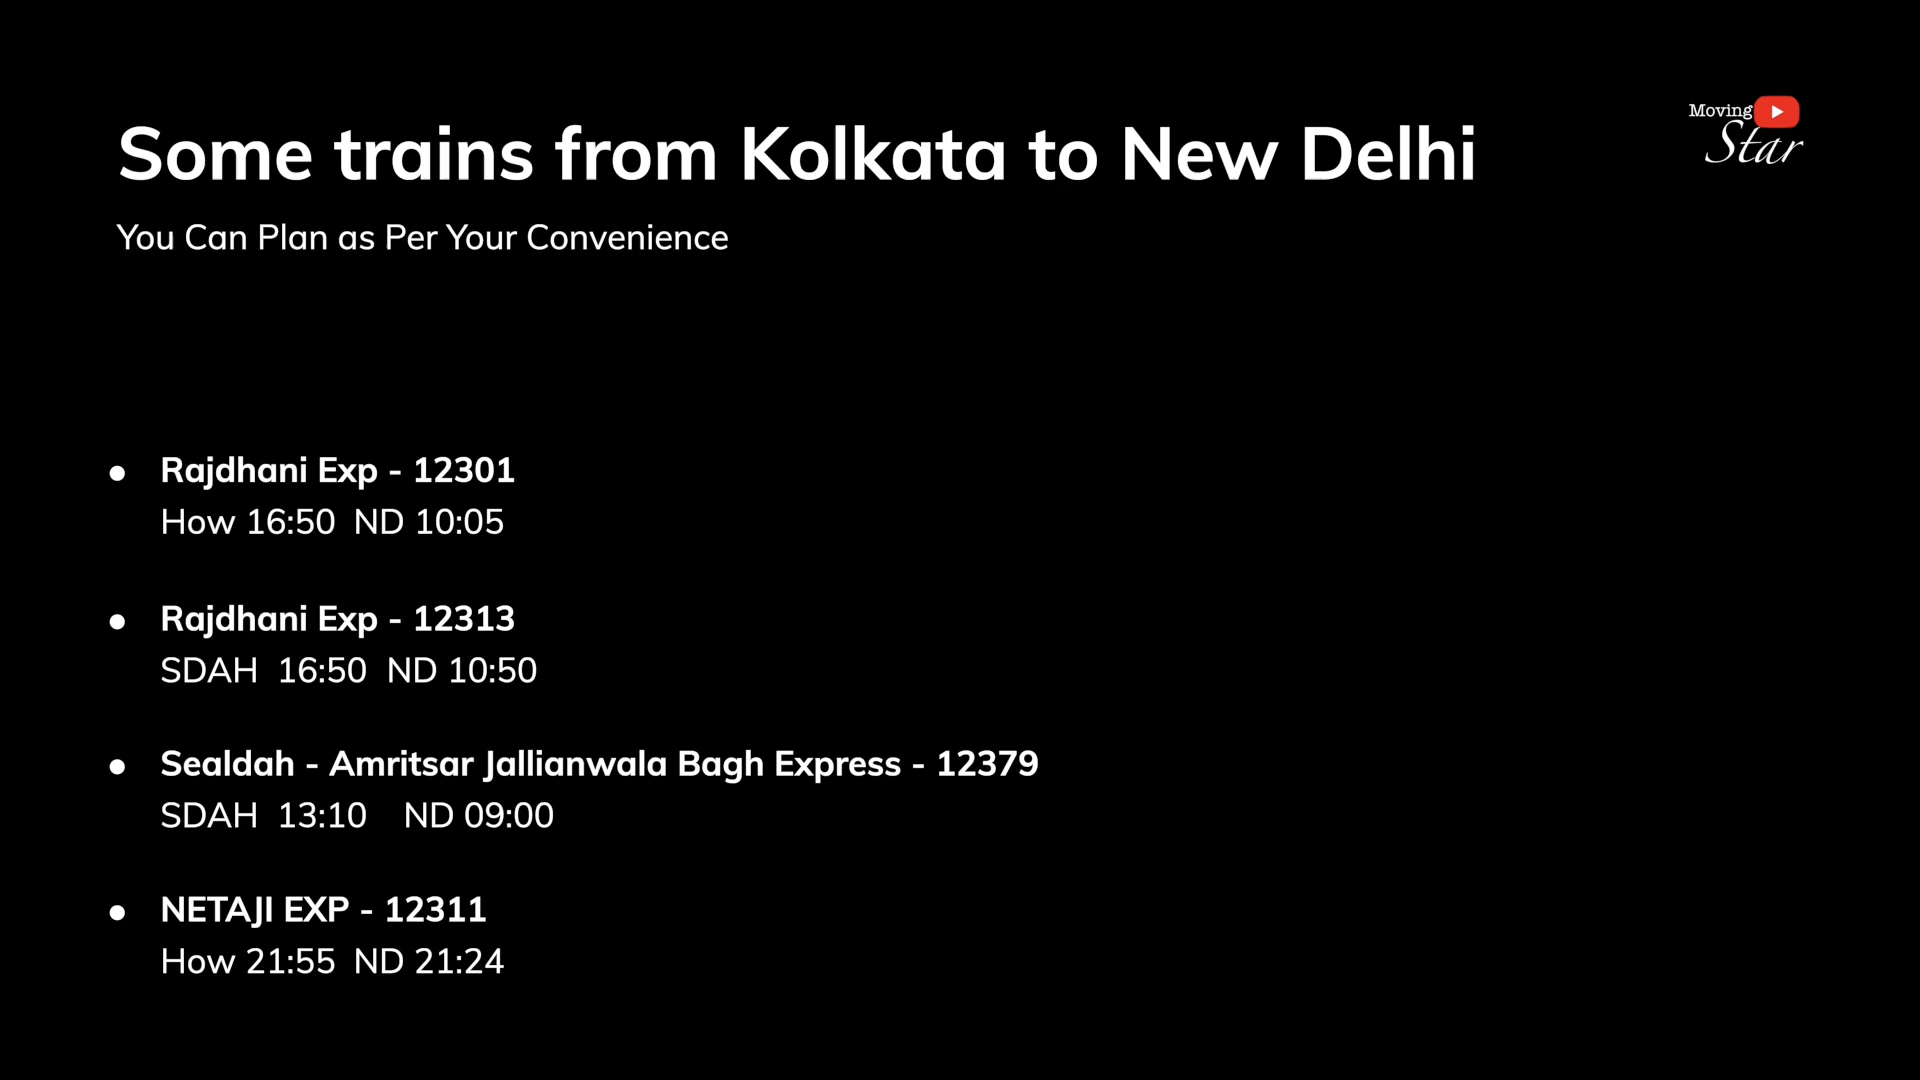 Moving
Star
Some trains from Kolkata to New Delhi
You Can Plan as Per Your Convenience
● Rajdhani Exp - 12301
How 16:50 ND 10:05
● Rajdhani Exp - 12313
SDAH 16:50 ND 10:50
● Sealdah - Amritsar Jallianwala Bagh Express - 12379
SDAH 13:10 ND 09:00
● NETAJI EXP - 12311
How 21:55 ND 21:24